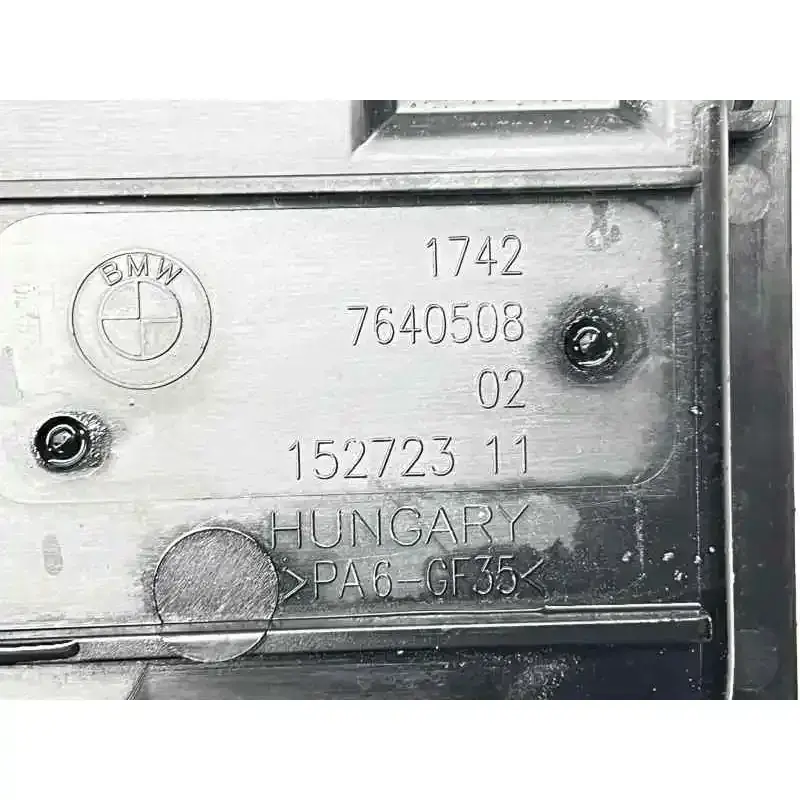 BMW
1742
7640508
02
152723 11
HUNGARY
>PA6-GF35<